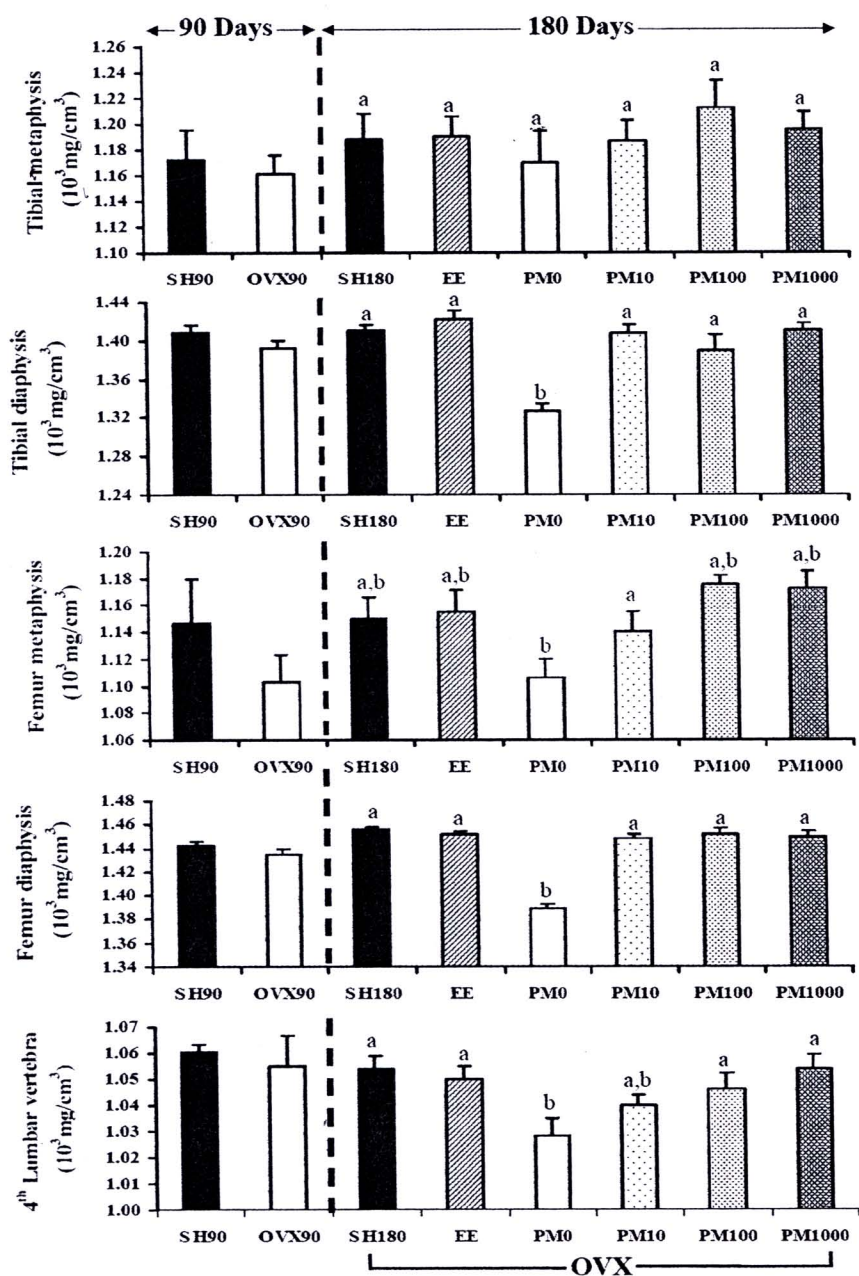 90 Days 180 Days
Tibial-metaphysis
(10³mg/cm³)
1.26
1.24
1.22
1.20
1.18
1.16
1.14
1.12
1.10
a a a a a a
SH90 OVX90 SH180 EE PM0 PM10 PM100 PM1000
Tibial diaphysis
(10³mg/cm³)
1.44
1.40
1.36
1.32
1.28
1.24
a a b a a a
SH90 OVX90 SH180 EE PM0 PM10 PM100 PM1000
Femur metaphysis
(10³mg/cm³)
1.20
1.18
1.16
1.14
1.12
1.10
1.08
1.06
a,b a,b b a a,b a,b
SH90 OVX90 SH180 EE PM0 PM10 PM100 PM1000
Femur diaphysis
(10³mg/cm³)
1.48
1.46
1.44
1.42
1.40
1.38
1.36
1.34
a a b a a a
SH90 OVX90 SH180 EE PM0 PM10 PM100 PM1000
4th Lumbar vertebra
(10³mg/cm³)
1.07
1.06
1.05
1.04
1.03
1.02
1.01
1.00
a a b a,b a a
SH90 OVX90 SH180 EE PM0 PM10 PM100 PM1000
OVX